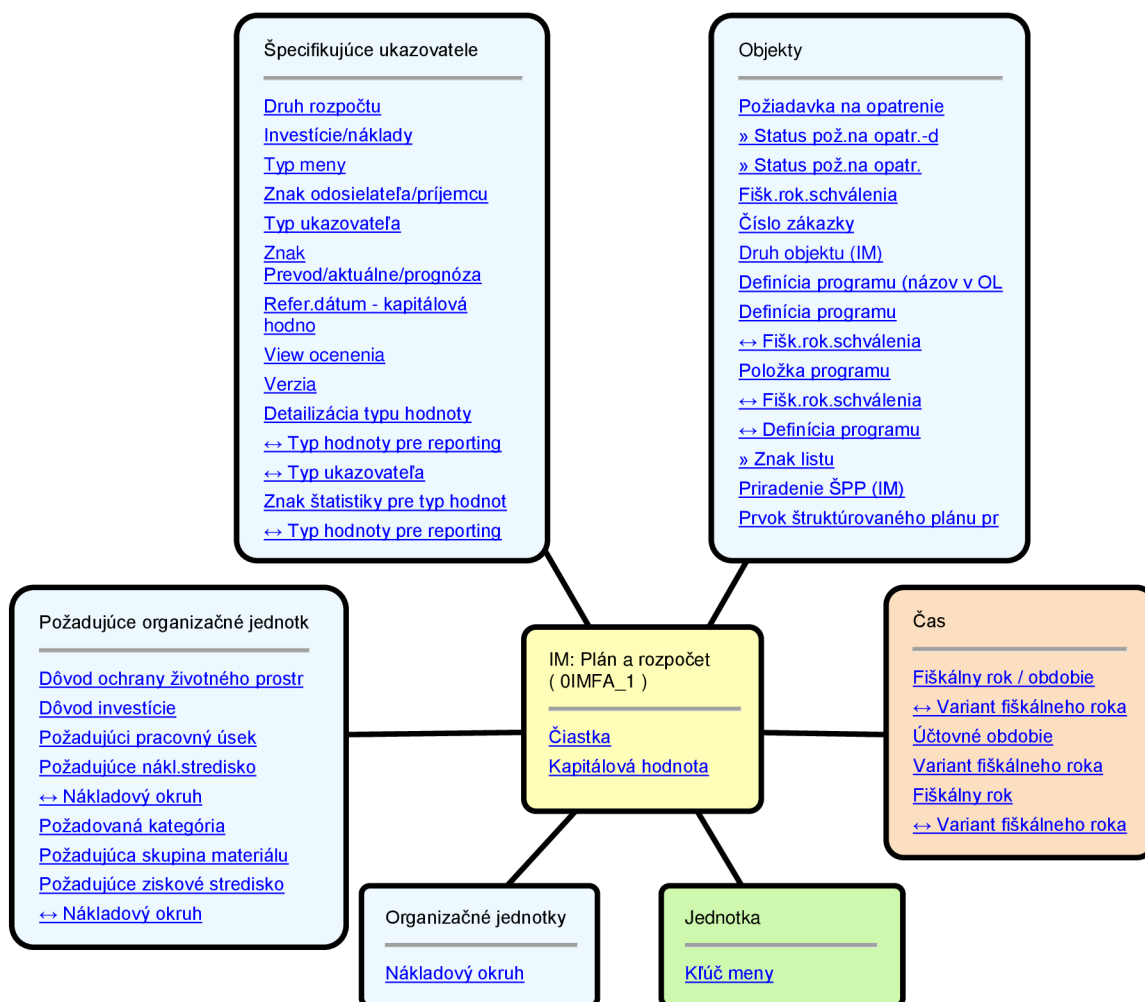 Špecifikujúce ukazovatele
Druh rozpočtu
Investície/náklady
Typ meny
Znak odosielateľa/príjemcu
Typ ukazovateľa
Znak
Prevod/aktuálne/prognóza
Refer.dátum - kapitálová
hodno
View ocenenia
Verzia
Detailizácia typu hodnoty
↔ Typ hodnoty pre reporting
↔ Typ ukazovateľa
Znak štatistiky pre typ hodnot
↔ Typ hodnoty pre reporting
Objekty
Požiadavka na opatrenie
» Status pož.na opatr.-d
» Status pož.na opatr.
Fišk.rok.schválenia
Číslo zákazky
Druh objektu (IM)
Definícia programu (názov v OL
Definícia programu
↔ Fišk.rok.schválenia
Položka programu
↔ Fišk.rok.schválenia
↔ Definícia programu
» Znak listu
Priradenie ŠPP (IM)
Prvok štruktúrovaného plánu pr
Požadujúce organizačné jednotk
Dôvod ochrany životného prostr
Dôvod investície
Požadujúci pracovný úsek
Požadujúce nákl.stredisko
↔ Nákladový okruh
Požadovaná kategória
Požadujúca skupina materiálu
Požadujúce ziskové stredisko
↔ Nákladový okruh
IM: Plán a rozpočet
( 0IMFA_1 )
Čiastka
Kapitálová hodnota
Čas
Fiškálny rok / obdobie
↔ Variant fiškálneho roka
Účtovné obdobie
Variant fiškálneho roka
Fiškálny rok
↔ Variant fiškálneho roka
Organizačné jednotky
Nákladový okruh
Jednotka
Kľúč meny